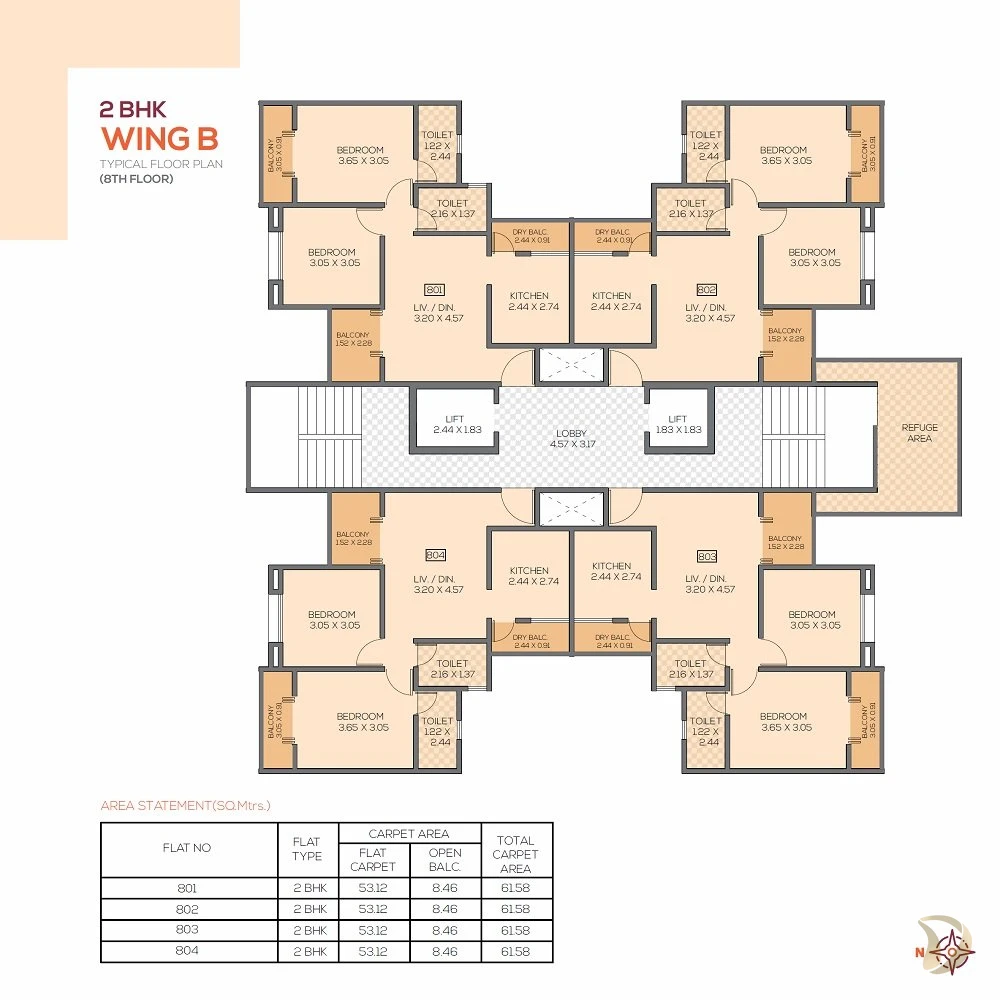 2 BHK
WING B
TYPICAL FLOOR PLAN
(8TH FLOOR)
BALCONY
3.05 X 0.91
BEDROOM
3.65 X 3.05
TOILET
1.22 X
2.44
TOILET
2.16 X 1.37
BEDROOM
3.05 X 3.05
DRY BALC.
2.44 X 0.91
801
LIV. / DIN.
3.20 X 4.57
KITCHEN
2.44 X 2.74
BALCONY
1.52 X 2.28
TOILET
1.22 X
2.44
BEDROOM
3.65 X 3.05
BALCONY
3.05 X 0.91
TOILET
2.16 X 1.37
DRY BALC.
2.44 X 0.91
BEDROOM
3.05 X 3.05
802
KITCHEN
2.44 X 2.74
LIV. / DIN.
3.20 X 4.57
BALCONY
1.52 X 2.28
LIFT
2.44 X 1.83
LOBBY
4.57 X 3.17
LIFT
1.83 X 1.83
REFUGE
AREA
BALCONY
1.52 X 2.28
804
LIV. / DIN.
3.20 X 4.57
KITCHEN
2.44 X 2.74
BEDROOM
3.05 X 3.05
DRY BALC.
2.44 X 0.91
TOILET
2.16 X 1.37
BALCONY
3.05 X 0.91
BEDROOM
3.65 X 3.05
TOILET
1.22 X
2.44
BALCONY
1.52 X 2.28
803
KITCHEN
2.44 X 2.74
LIV. / DIN.
3.20 X 4.57
BEDROOM
3.05 X 3.05
DRY BALC.
2.44 X 0.91
TOILET
2.16 X 1.37
TOILET
1.22 X
2.44
BEDROOM
3.65 X 3.05
BALCONY
3.05 X 0.91
AREA STATEMENT(SQ.Mtrs.)
FLAT NO
FLAT
TYPE
CARPET AREA
FLAT
CARPET
OPEN
BALC.
TOTAL
CARPET
AREA
801 2 BHK 53.12 8.46 61.58
802 2 BHK 53.12 8.46 61.58
803 2 BHK 53.12 8.46 61.58
804 2 BHK 53.12 8.46 61.58
N